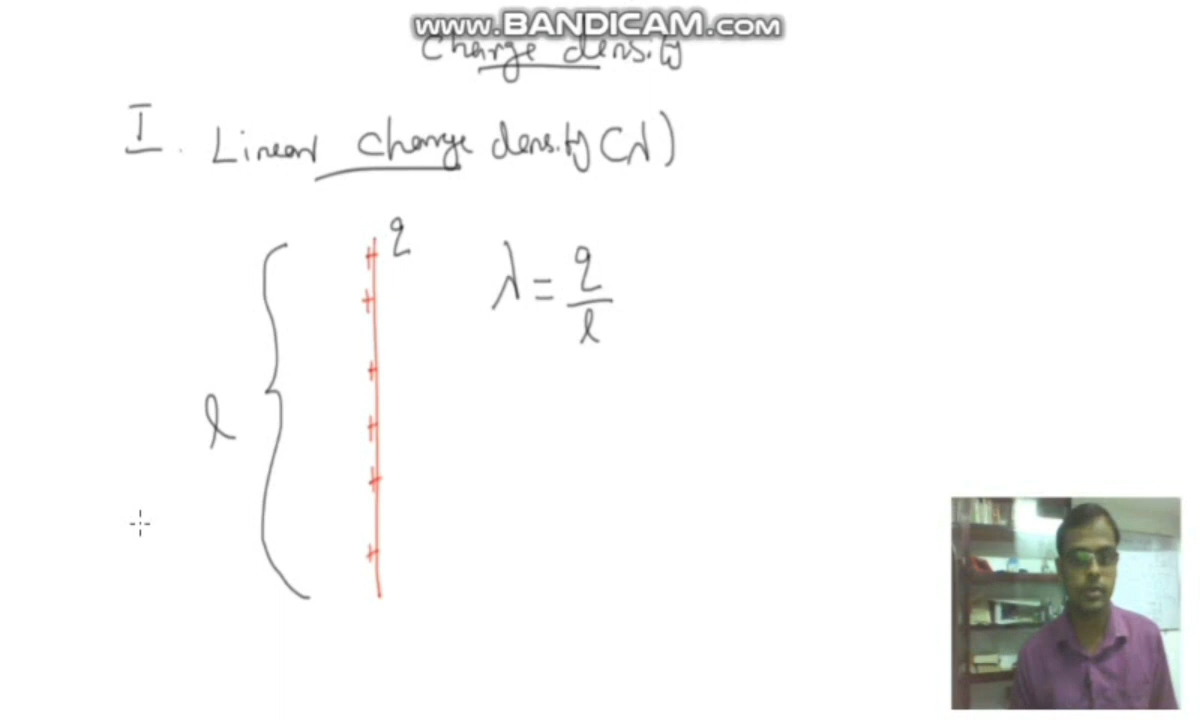 www.BANDICAM.com
Charge density
I. Linear charge density (λ)
q
λ = q/l
l